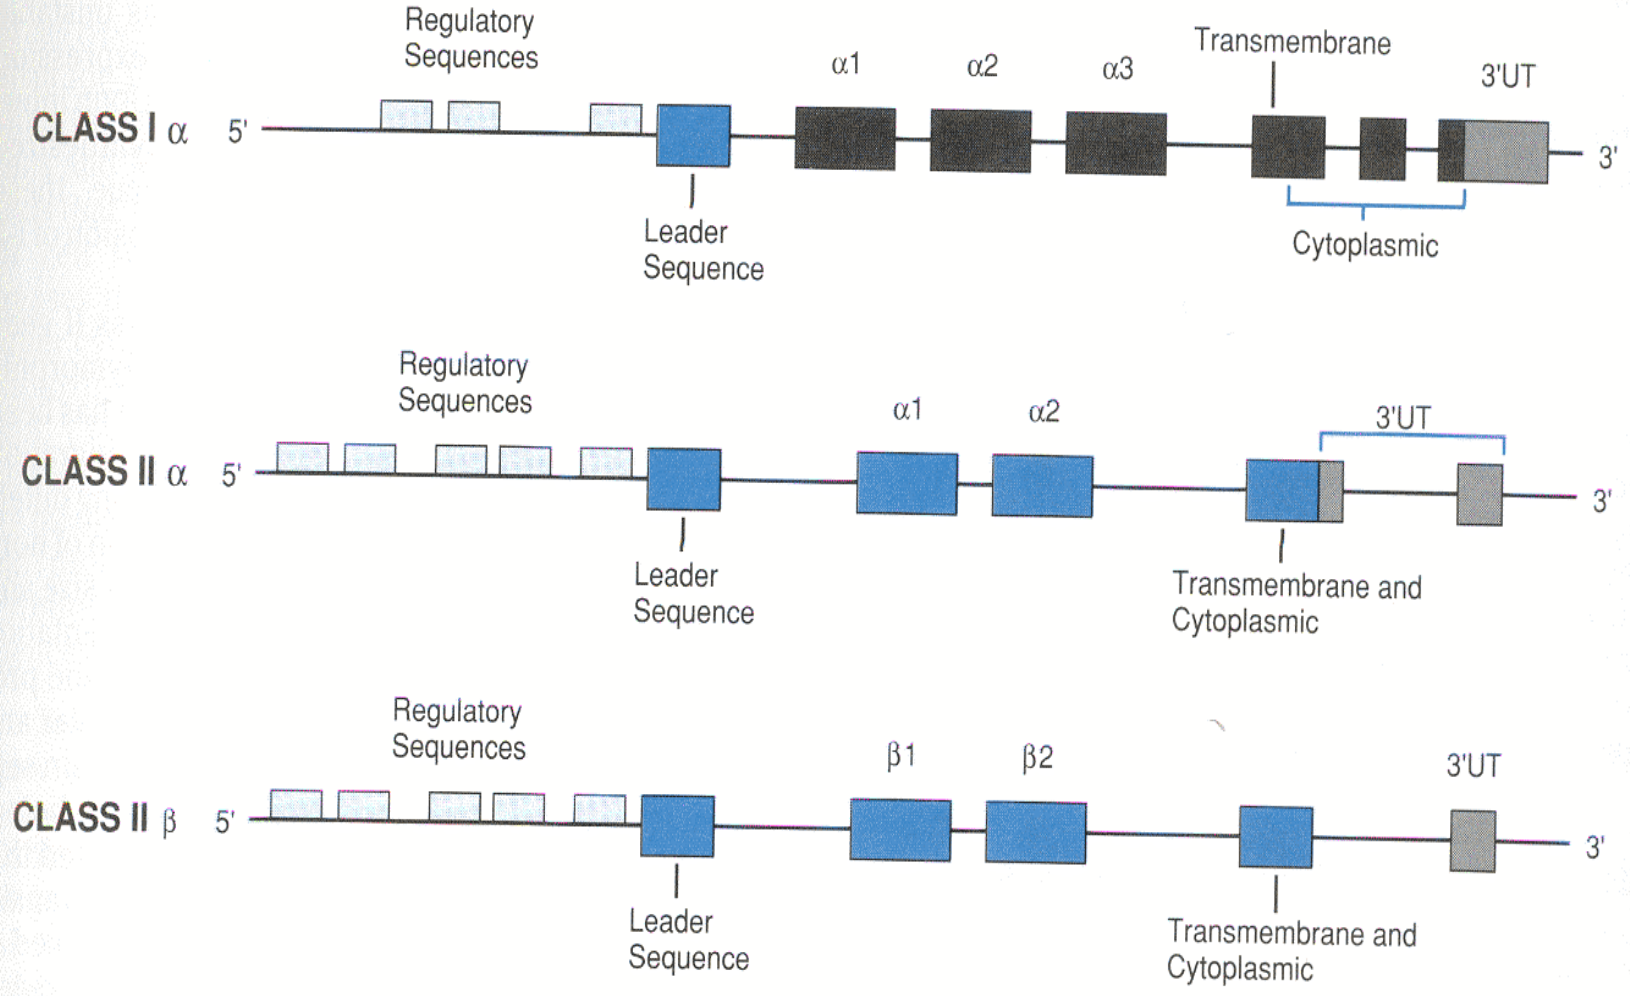 Regulatory
Sequences
α1
α2
α3
Transmembrane
3'UT
CLASS I α
5'
3'
Leader
Sequence
Cytoplasmic
Regulatory
Sequences
α1
α2
3'UT
CLASS II α
5'
3'
Leader
Sequence
Transmembrane and
Cytoplasmic
Regulatory
Sequences
β1
β2
3'UT
CLASS II β
5'
3'
Leader
Sequence
Transmembrane and
Cytoplasmic